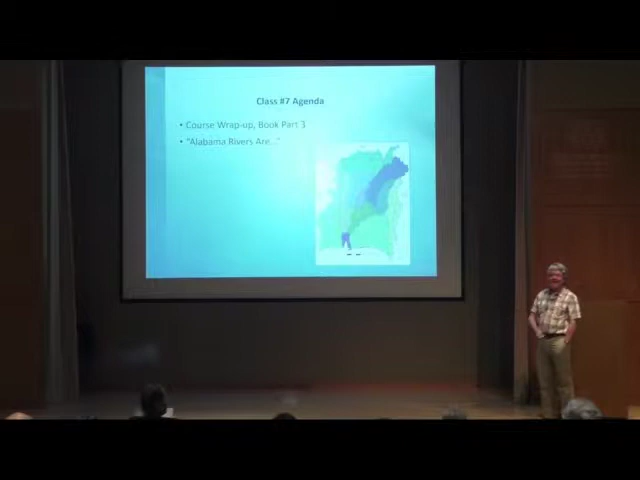 Class #7 Agenda
• Course Wrap-up, Book Part 3
• "Alabama Rivers Are..."